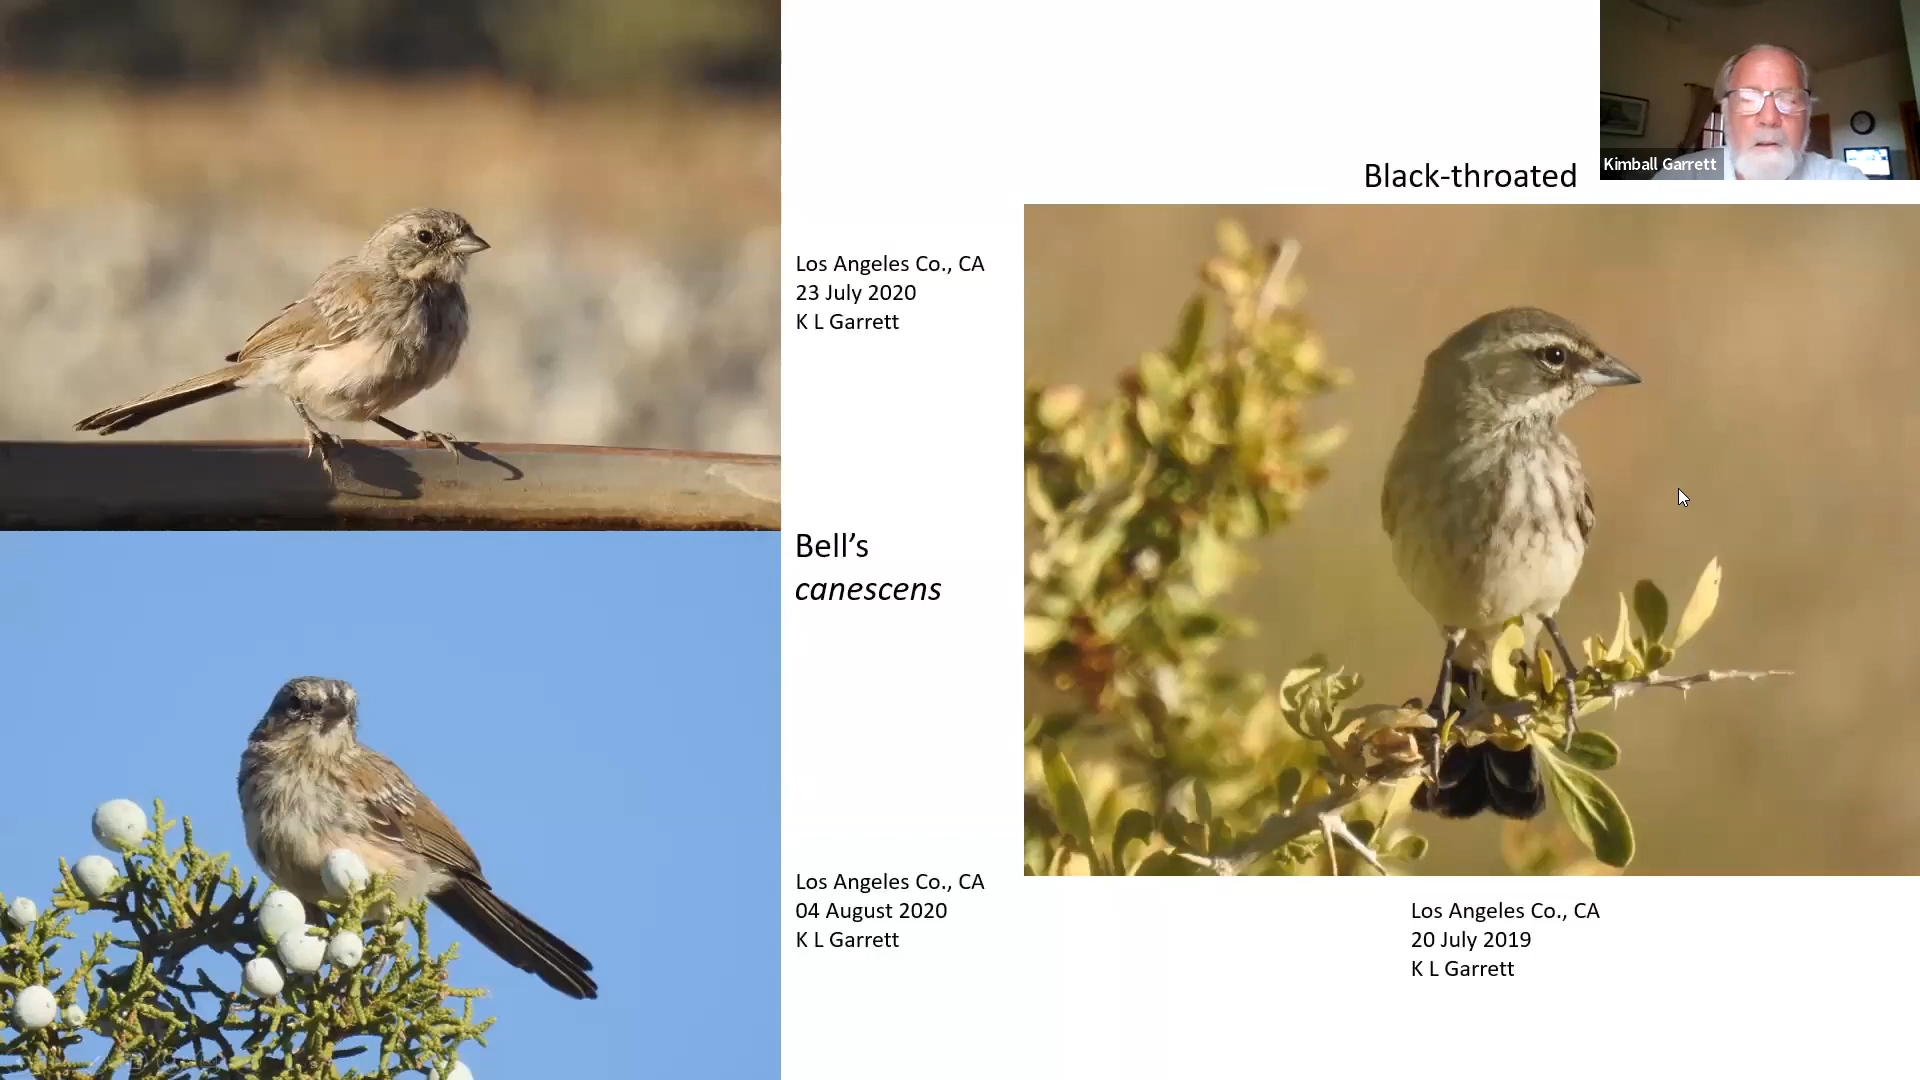 Los Angeles Co., CA
23 July 2020
K L Garrett
Bell’s
canescens
Los Angeles Co., CA
04 August 2020
K L Garrett
Black-throated
Kimball Garrett
Los Angeles Co., CA
20 July 2019
K L Garrett